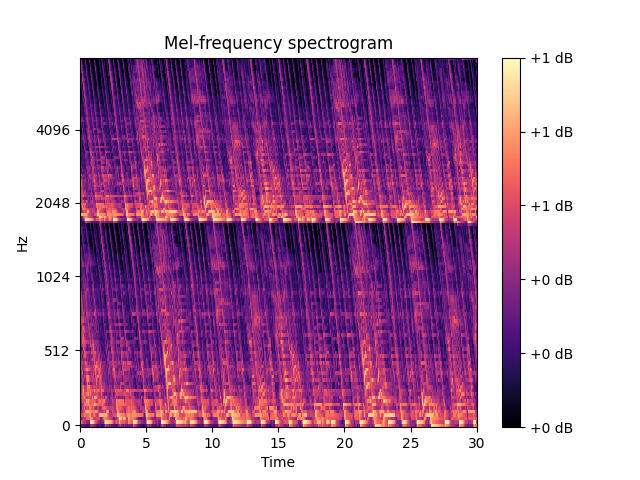 Mel-frequency spectrogram
+1 dB
4096
+1 dB
2048
+1 dB
Hz
+0 dB
1024
512
+0 dB
0
+0 dB
0 5 10 15 20 25 30
Time